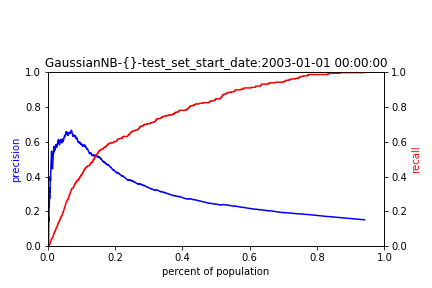 GaussianNB-{}-test_set_start_date:2003-01-01 00:00:00
1.0 1.0
0.8 0.8
precision
0.6 0.6
recall
0.4 0.4
0.2 0.2
0.0 0.0
0.0 0.2 0.4 0.6 0.8 1.0
percent of population